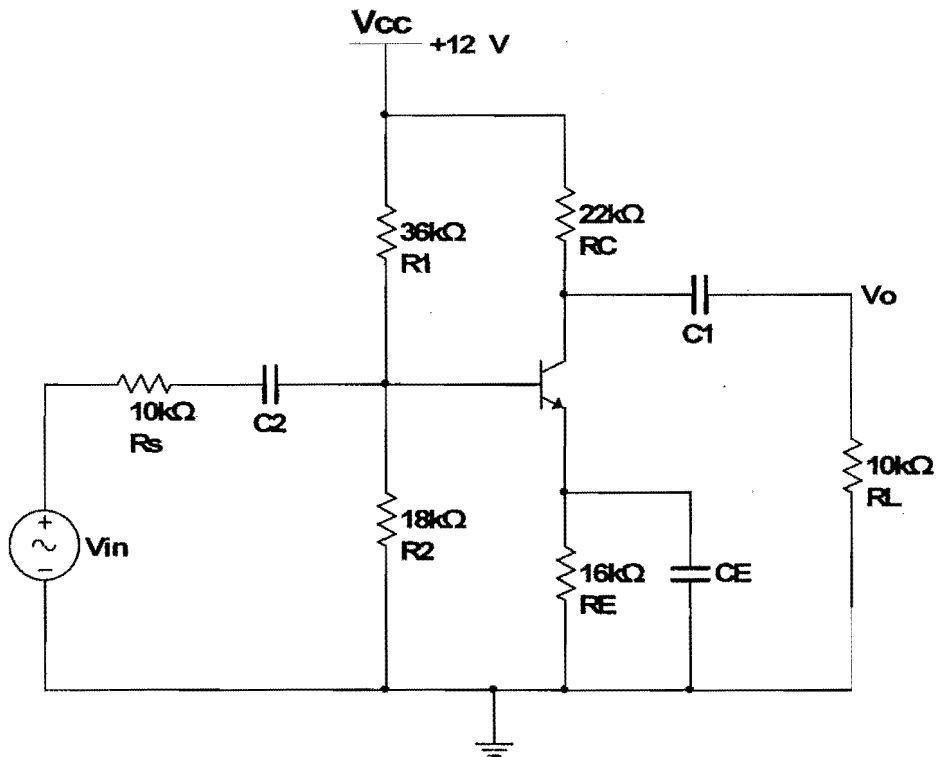 Vcc
+12 V
36kΩ
R1
22kΩ
RC
C1
Vo
10kΩ
Rs
C2
Vin
18kΩ
R2
16kΩ
RE
CE
10kΩ
RL